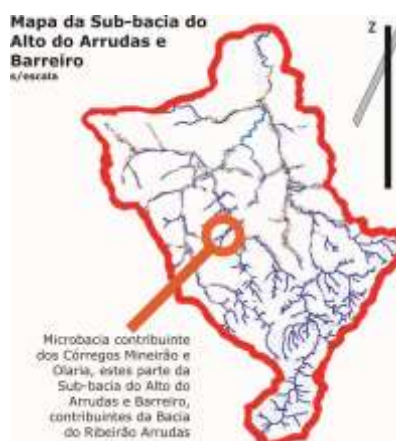 Mapa da Sub-bacia do
Alto do Arrudas e
Barreiro
s/escala
Z
Microbacia contribuinte
dos Córregos Mineirão e
Olaria, estes parte da
Sub-bacia do Alto do
Arrudas e Barreiro,
contribuintes da Bacia
do Ribeirão Arrudas